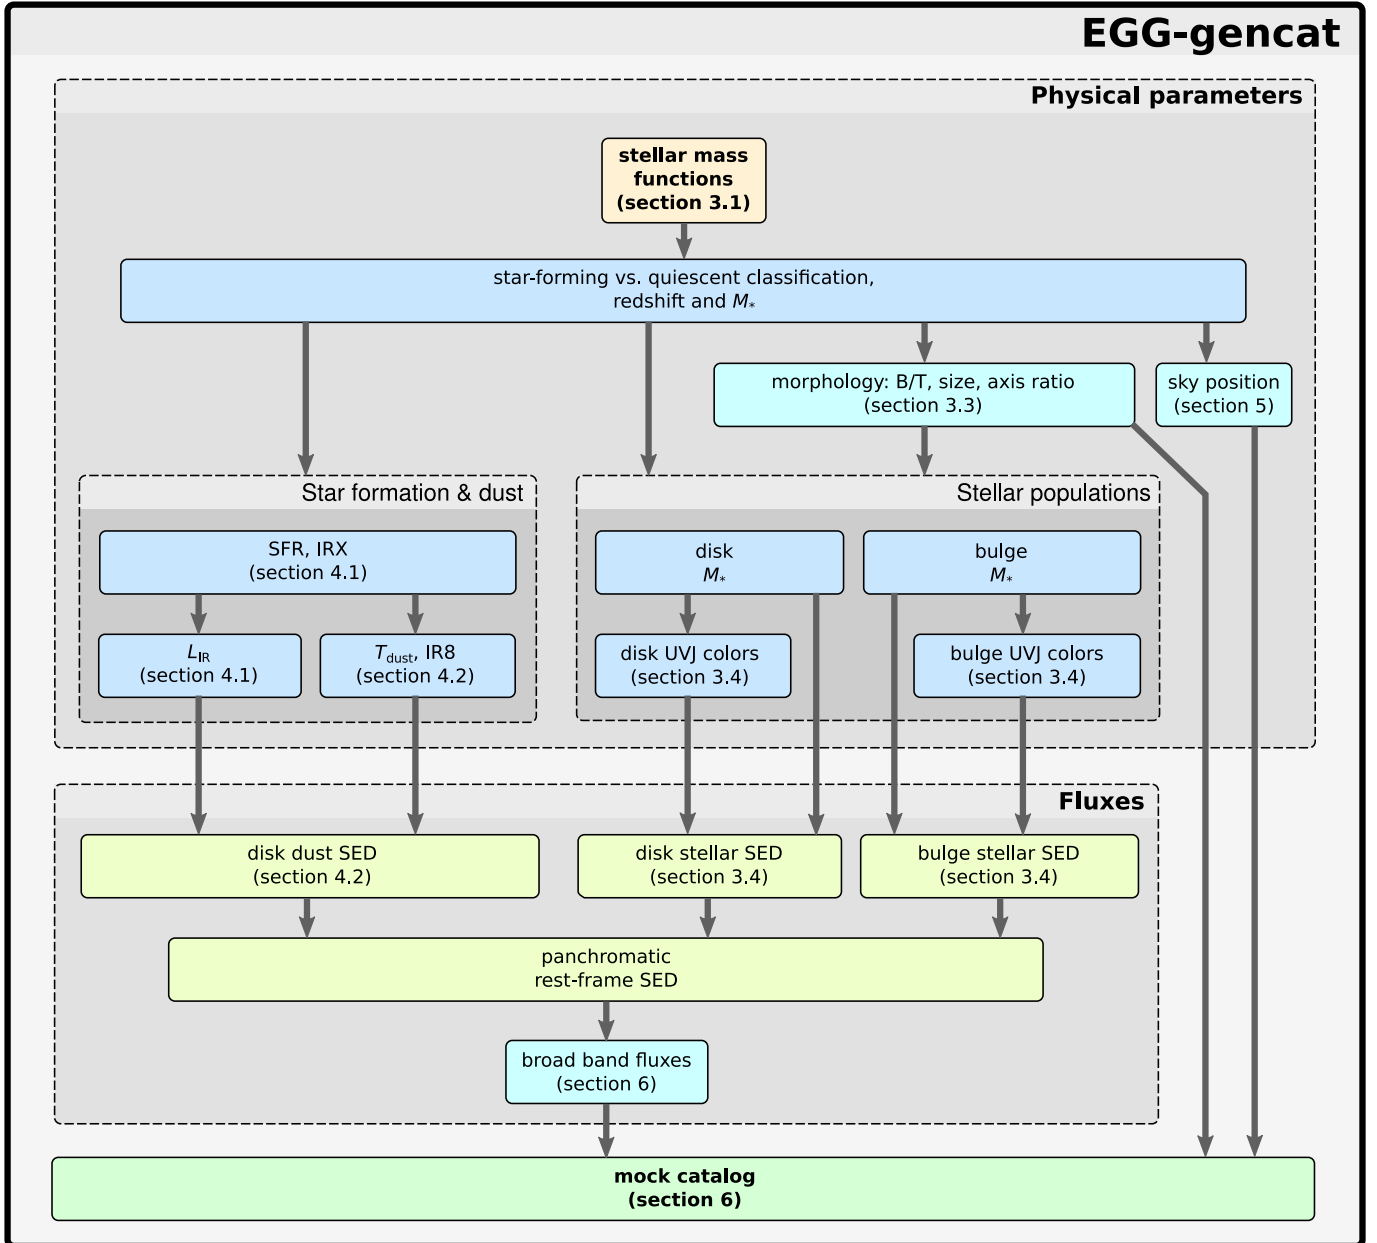 EGG-gencat
Physical parameters
stellar mass
functions
(section 3.1)
star-forming vs. quiescent classification,
redshift and M*
morphology: B/T, size, axis ratio
(section 3.3)
sky position
(section 5)
Star formation & dust
SFR, IRX
(section 4.1)
L_IR
(section 4.1)
T_dust, IR8
(section 4.2)
Stellar populations
disk
M*
bulge
M*
disk UVJ colors
(section 3.4)
bulge UVJ colors
(section 3.4)
Fluxes
disk dust SED
(section 4.2)
disk stellar SED
(section 3.4)
bulge stellar SED
(section 3.4)
panchromatic
rest-frame SED
broad band fluxes
(section 6)
mock catalog
(section 6)